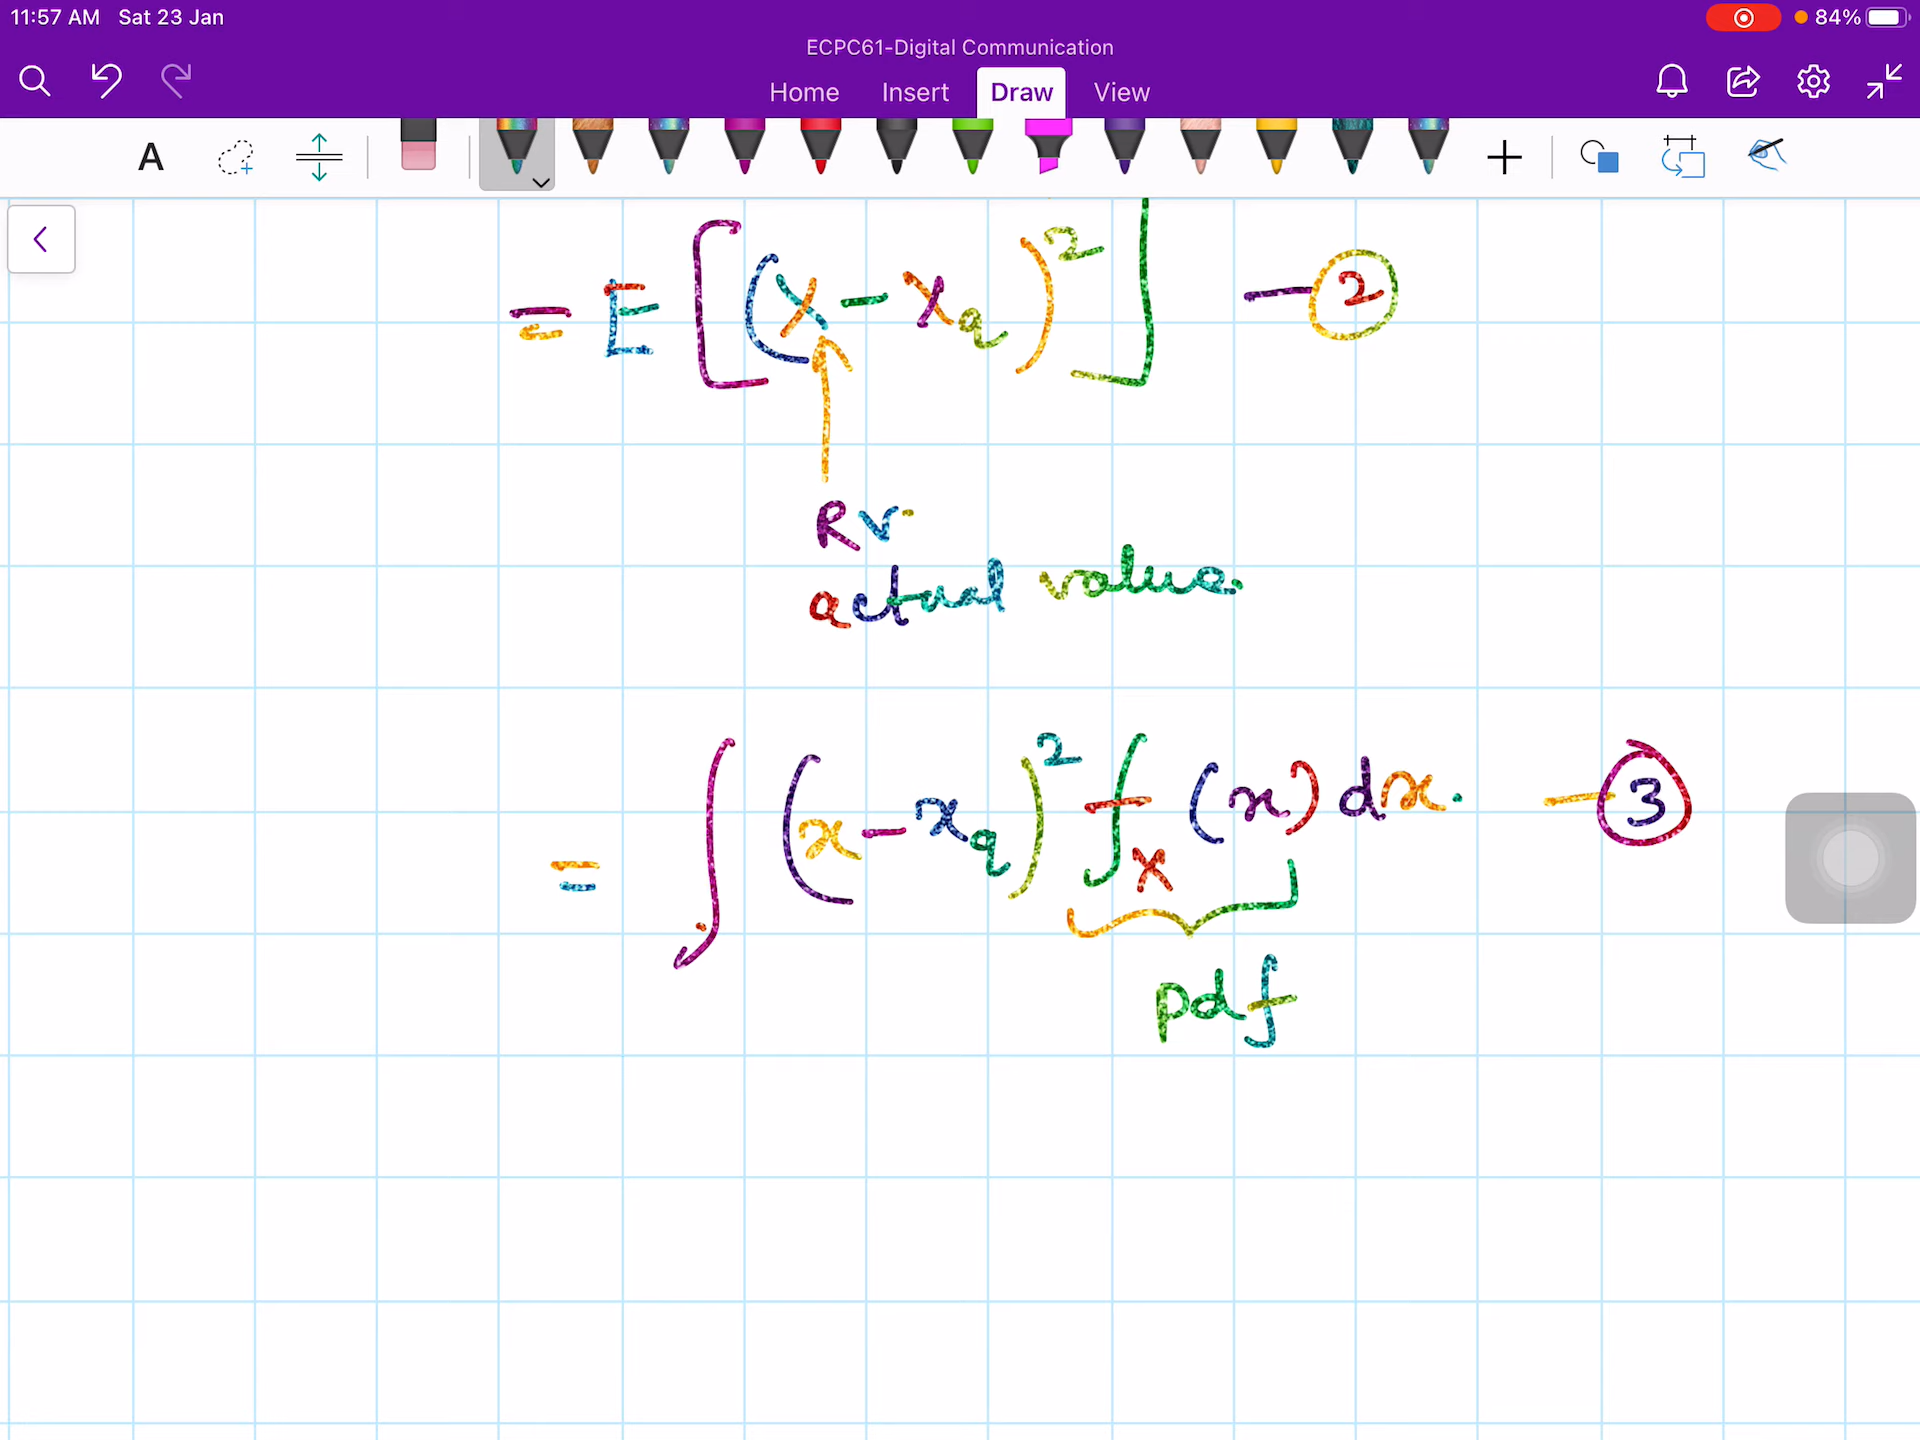 11:57 AM Sat 23 Jan 84%
ECPC61-Digital Communication
Home Insert Draw View
A
= E [(X - Xq)² ] - 2
RV.
actual value.
= ∫ (x - xq)² fX (x) dx. - 3
pdf